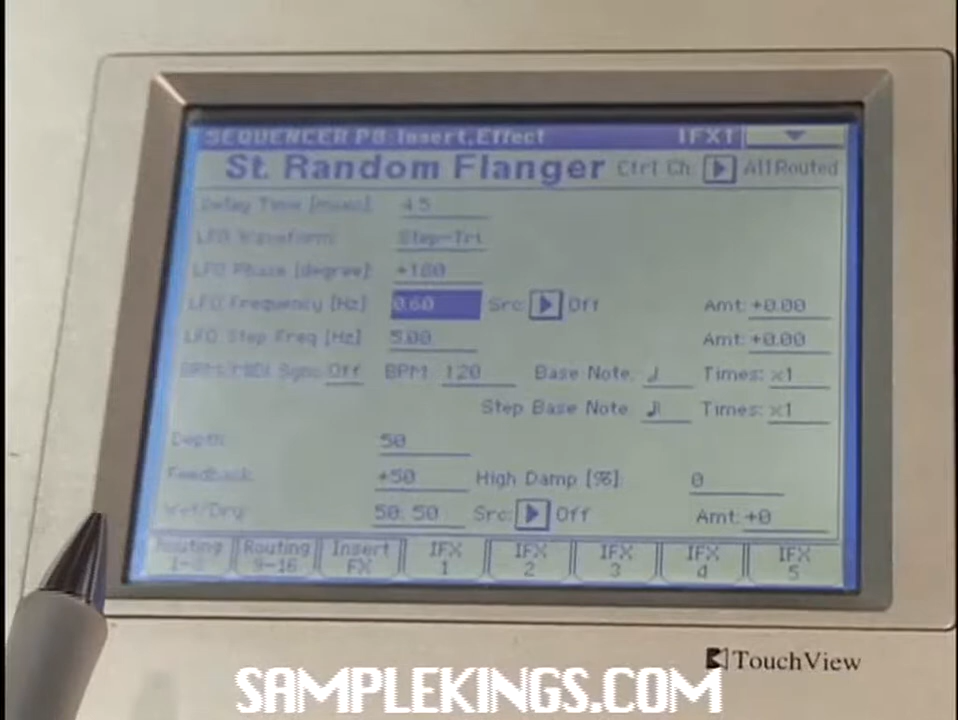 SEQUENCER P8:Insert.Effect IFX1
St. Random Flanger Ctrl Ch: All Routed
Delay Time [msec]: 4.5
LFO Waveform: Step-Tri
LFO Phase [degree]: +180
LFO Frequency [Hz] 0.60 Src: Off Amt: +0.00
LFO Step Freq [Hz] 5.00 Amt: +0.00
BPM/MIDI Sync: Off BPM: 120 Base Note: ♩ Times: x1
Step Base Note: ♪ Times: x1
Depth: 50
Feedback: +50 High Damp [%]: 0
Wet/Dry: 50:50 Src: Off Amt: +0
Routing 1-8 Routing 9-16 Insert FX IFX 1 IFX 2 IFX 3 IFX 4 IFX 5
TouchView
SAMPLEKINGS.COM